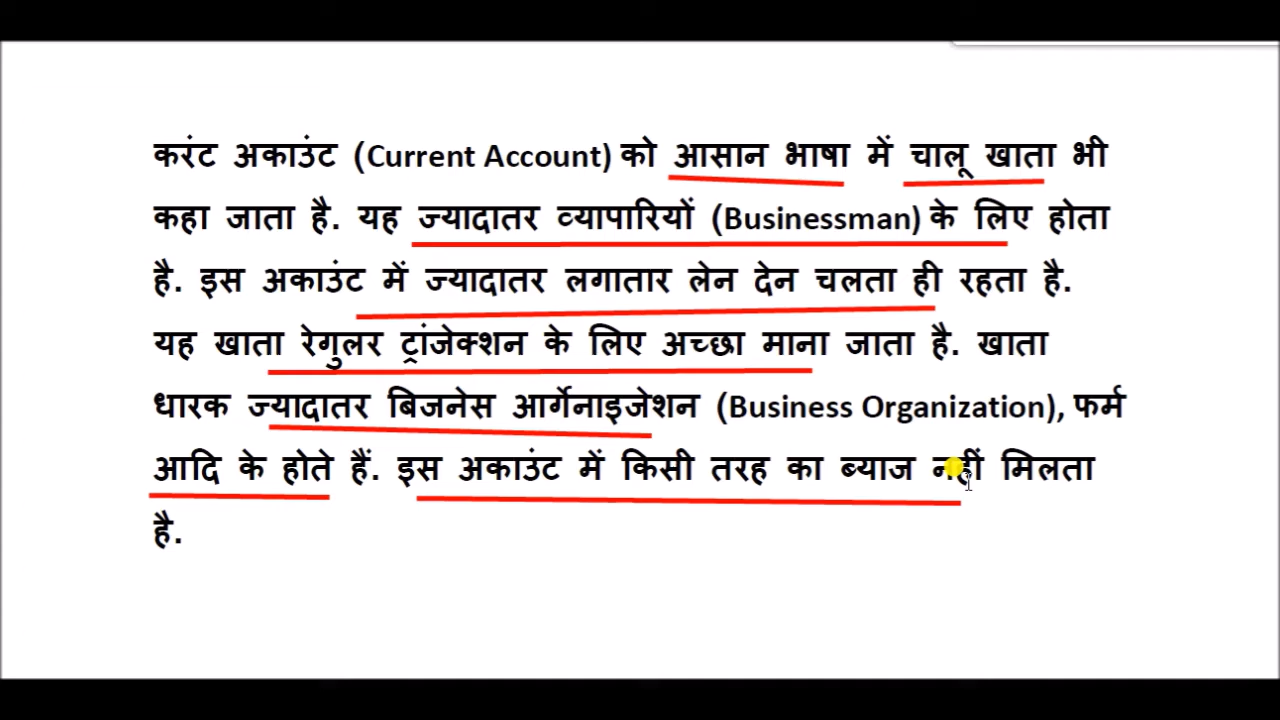 करंट अकाउंट (Current Account) को आसान भाषा में चालू खाता भी
कहा जाता है. यह ज्यादातर व्यापारियों (Businessman) के लिए होता
है. इस अकाउंट में ज्यादातर लगातार लेन देन चलता ही रहता है.
यह खाता रेगुलर ट्रांजेक्शन के लिए अच्छा माना जाता है. खाता
धारक ज्यादातर बिजनेस आर्गेनाइजेशन (Business Organization), फर्म
आदि के होते हैं. इस अकाउंट में किसी तरह का ब्याज नहीं मिलता
है.